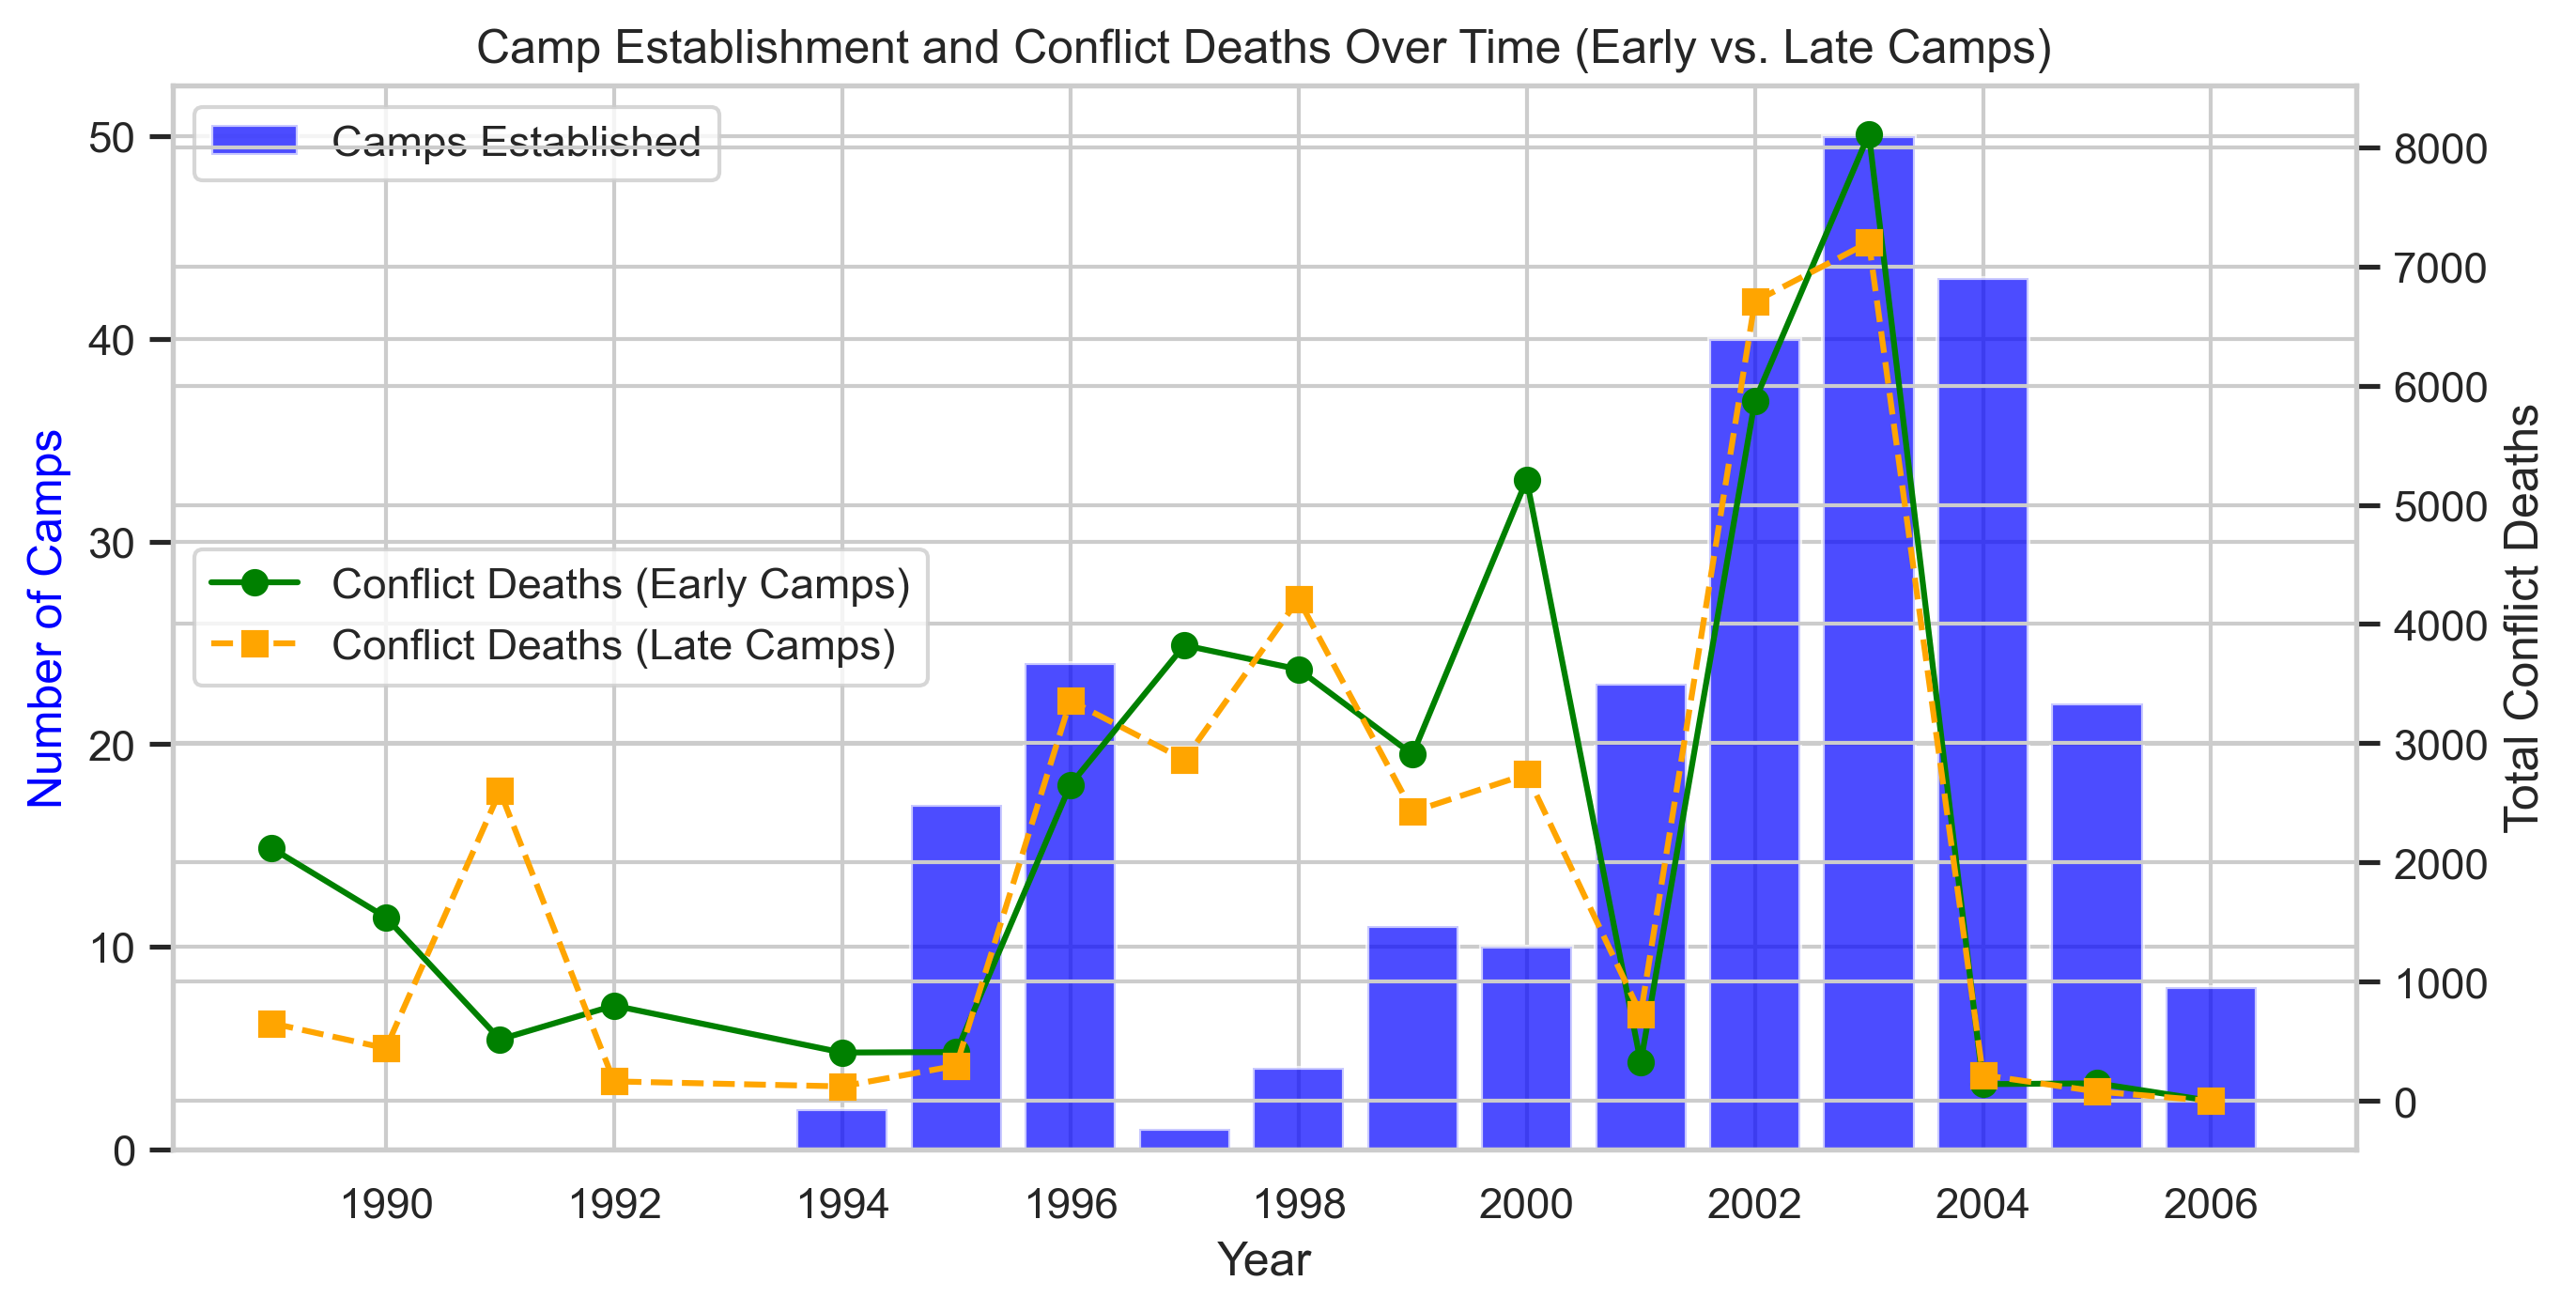 Camp Establishment and Conflict Deaths Over Time (Early vs. Late Camps)
Camps Established
Conflict Deaths (Early Camps)
Conflict Deaths (Late Camps)
Number of Camps
50
40
30
20
10
0
8000
7000
6000
5000
4000
3000
2000
1000
0
Total Conflict Deaths
1990 1992 1994 1996 1998 2000 2002 2004 2006
Year